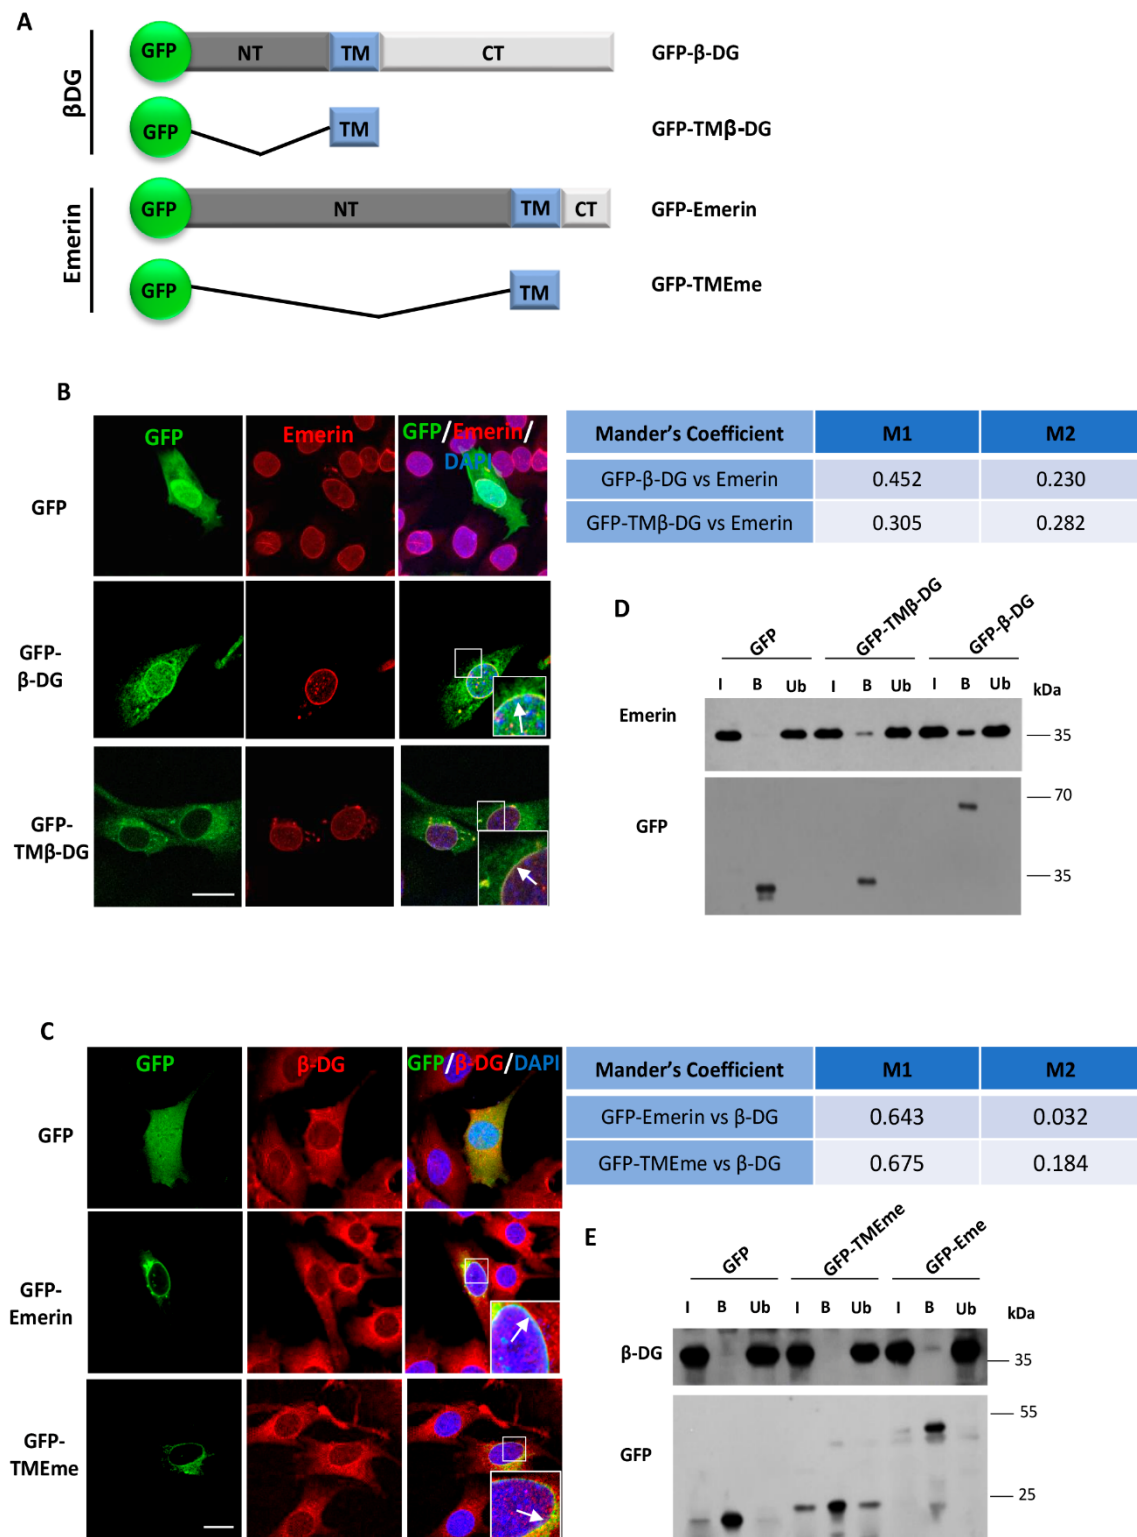 A
βDG
GFP NT TM CT GFP-β-DG
GFP TM GFP-TMβ-DG
Emerin
GFP NT TM CT GFP-Emerin
GFP TM GFP-TMEme
B
GFP Emerin GFP/Emerin/
DAPI
GFP
GFP-
β-DG
GFP-
TMβ-DG
Mander's Coefficient M1 M2
GFP-β-DG vs Emerin 0.452 0.230
GFP-TMβ-DG vs Emerin 0.305 0.282
D
GFP GFP-TMβ-DG GFP-β-DG
I B Ub I B Ub I B Ub kDa
Emerin 35
70
GFP
35
C
GFP β-DG GFP/β-DG/DAPI
GFP
GFP-
Emerin
GFP-
TMEme
Mander's Coefficient M1 M2
GFP-Emerin vs β-DG 0.643 0.032
GFP-TMEme vs β-DG 0.675 0.184
E
GFP GFP-TMEme GFP-Eme
I B Ub I B Ub I B Ub kDa
β-DG 35
55
GFP
25